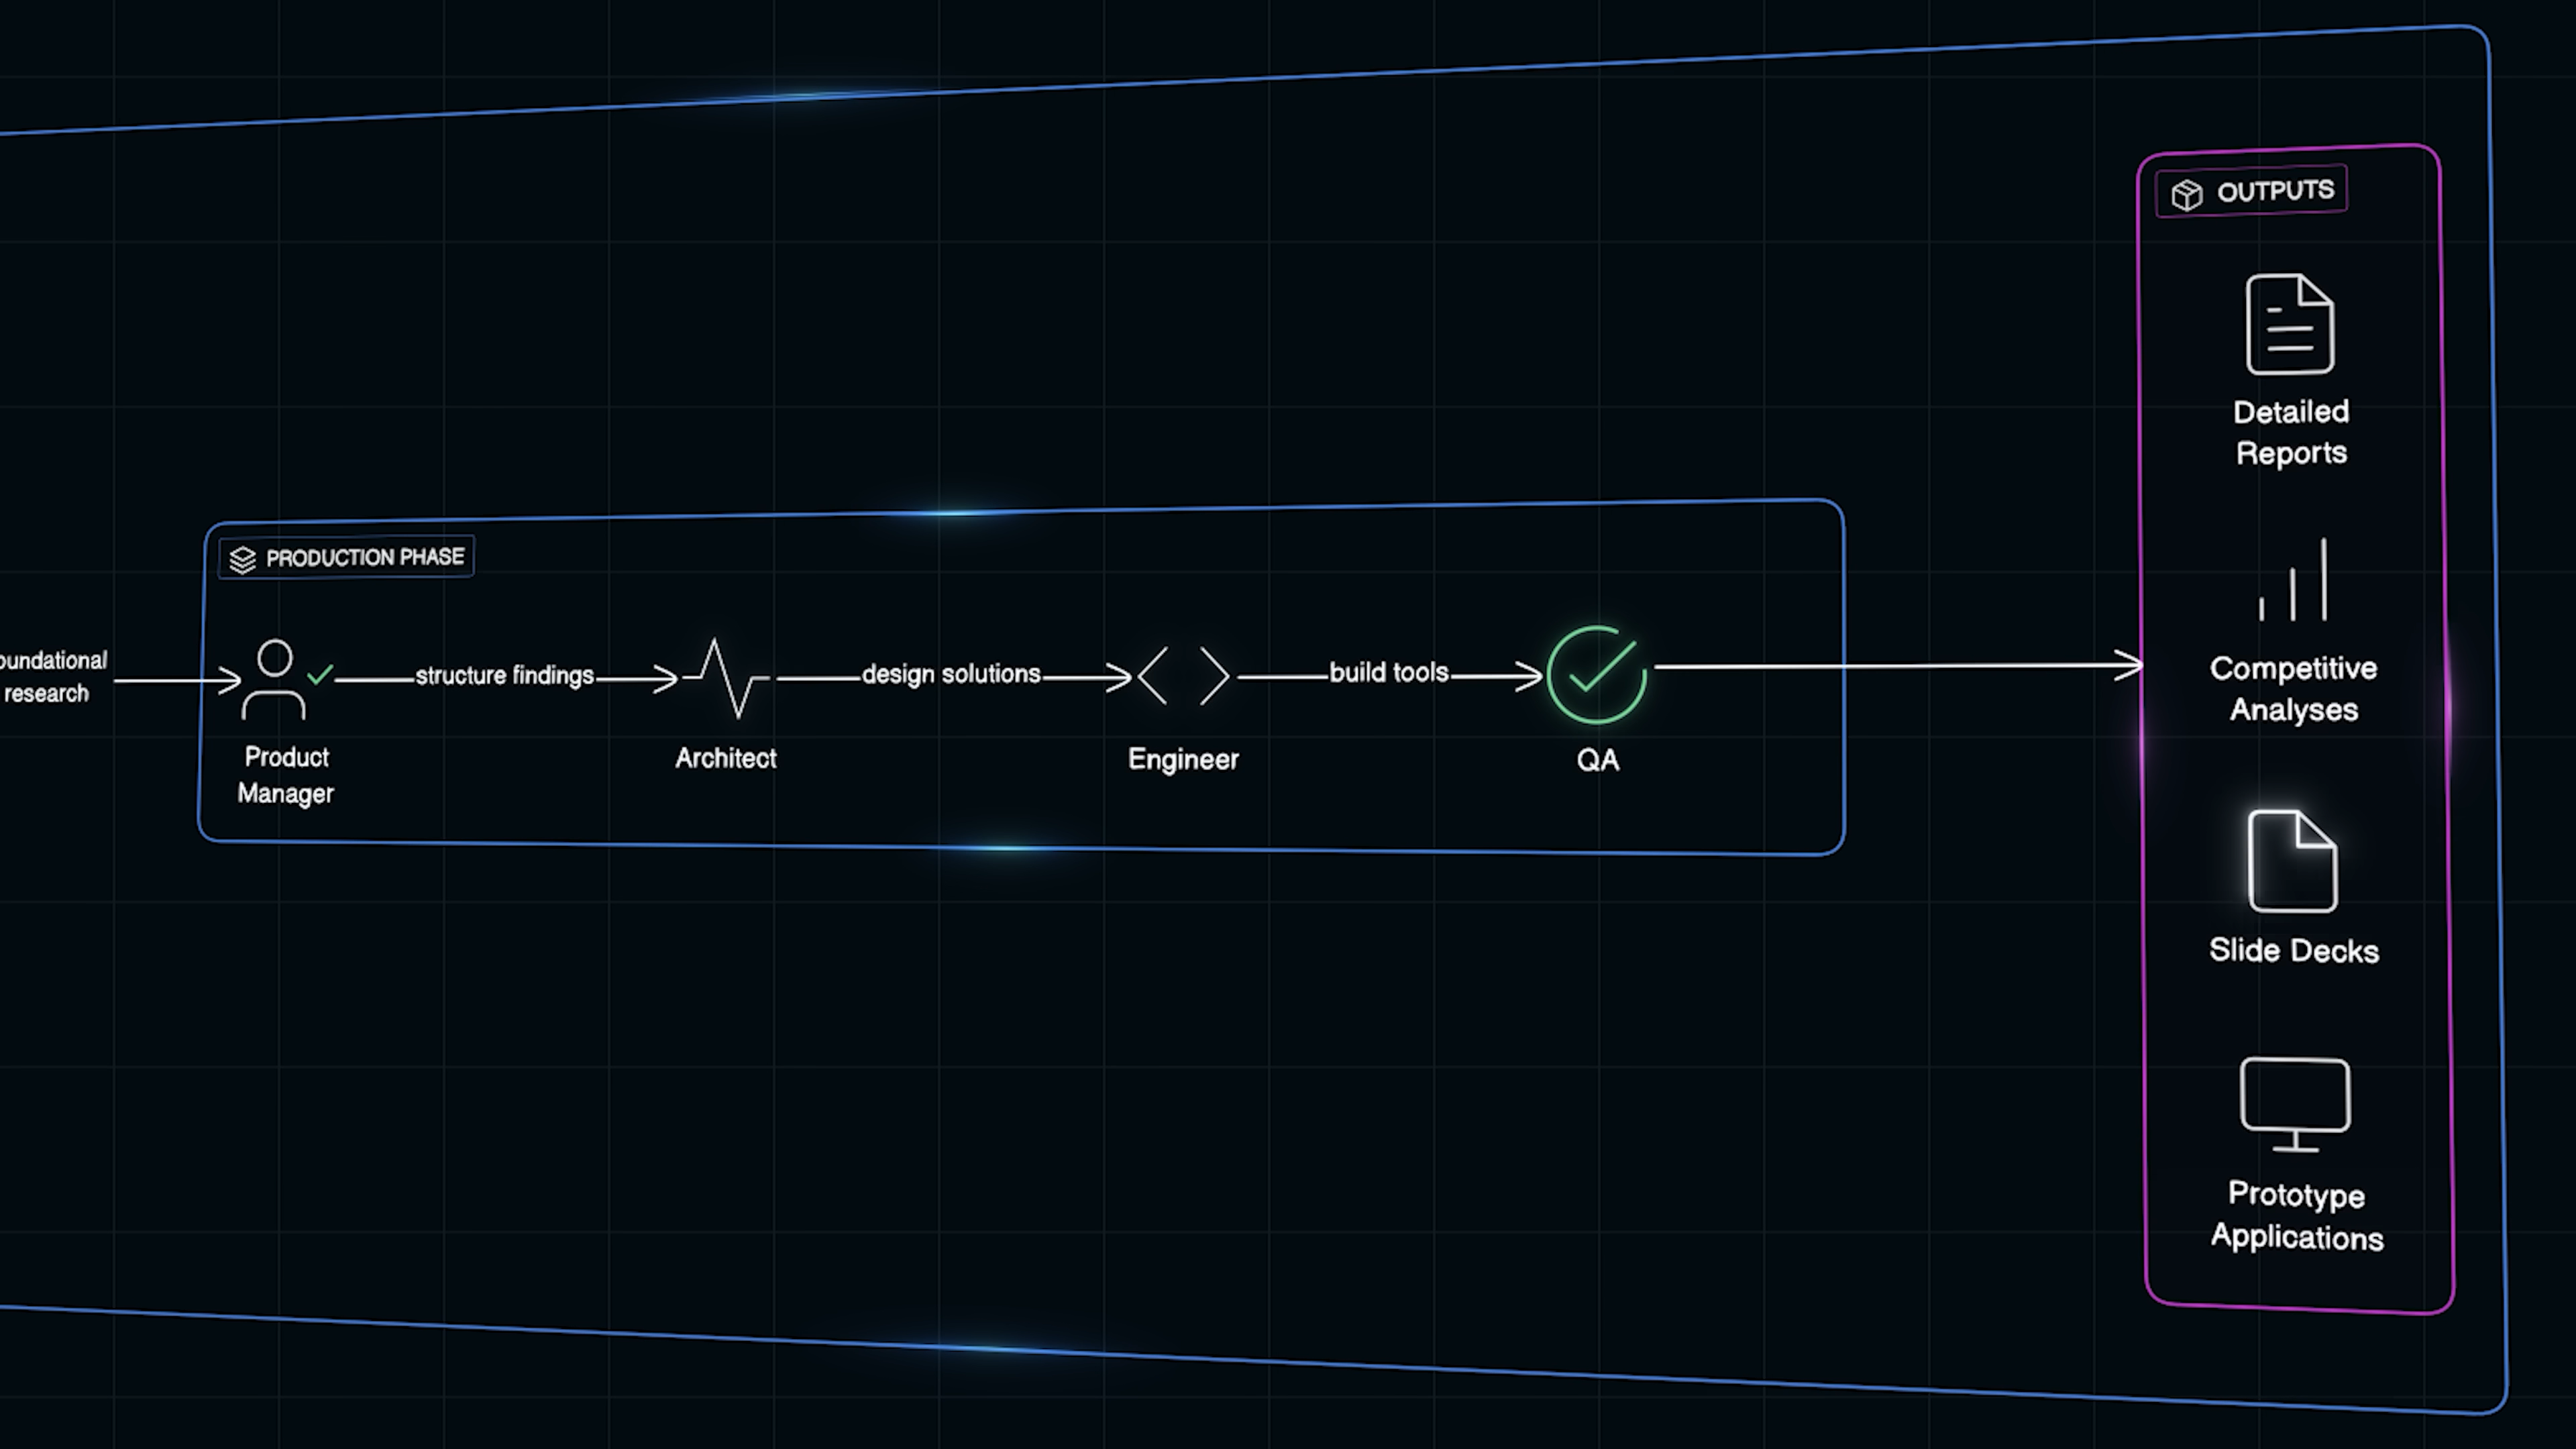 OUTPUTS
Detailed
Reports
PRODUCTION PHASE
research
structure findings
design solutions
build tools
Product
Manager
Architect
Engineer
QA
Competitive
Analyses
Slide Decks
Prototype
Applications